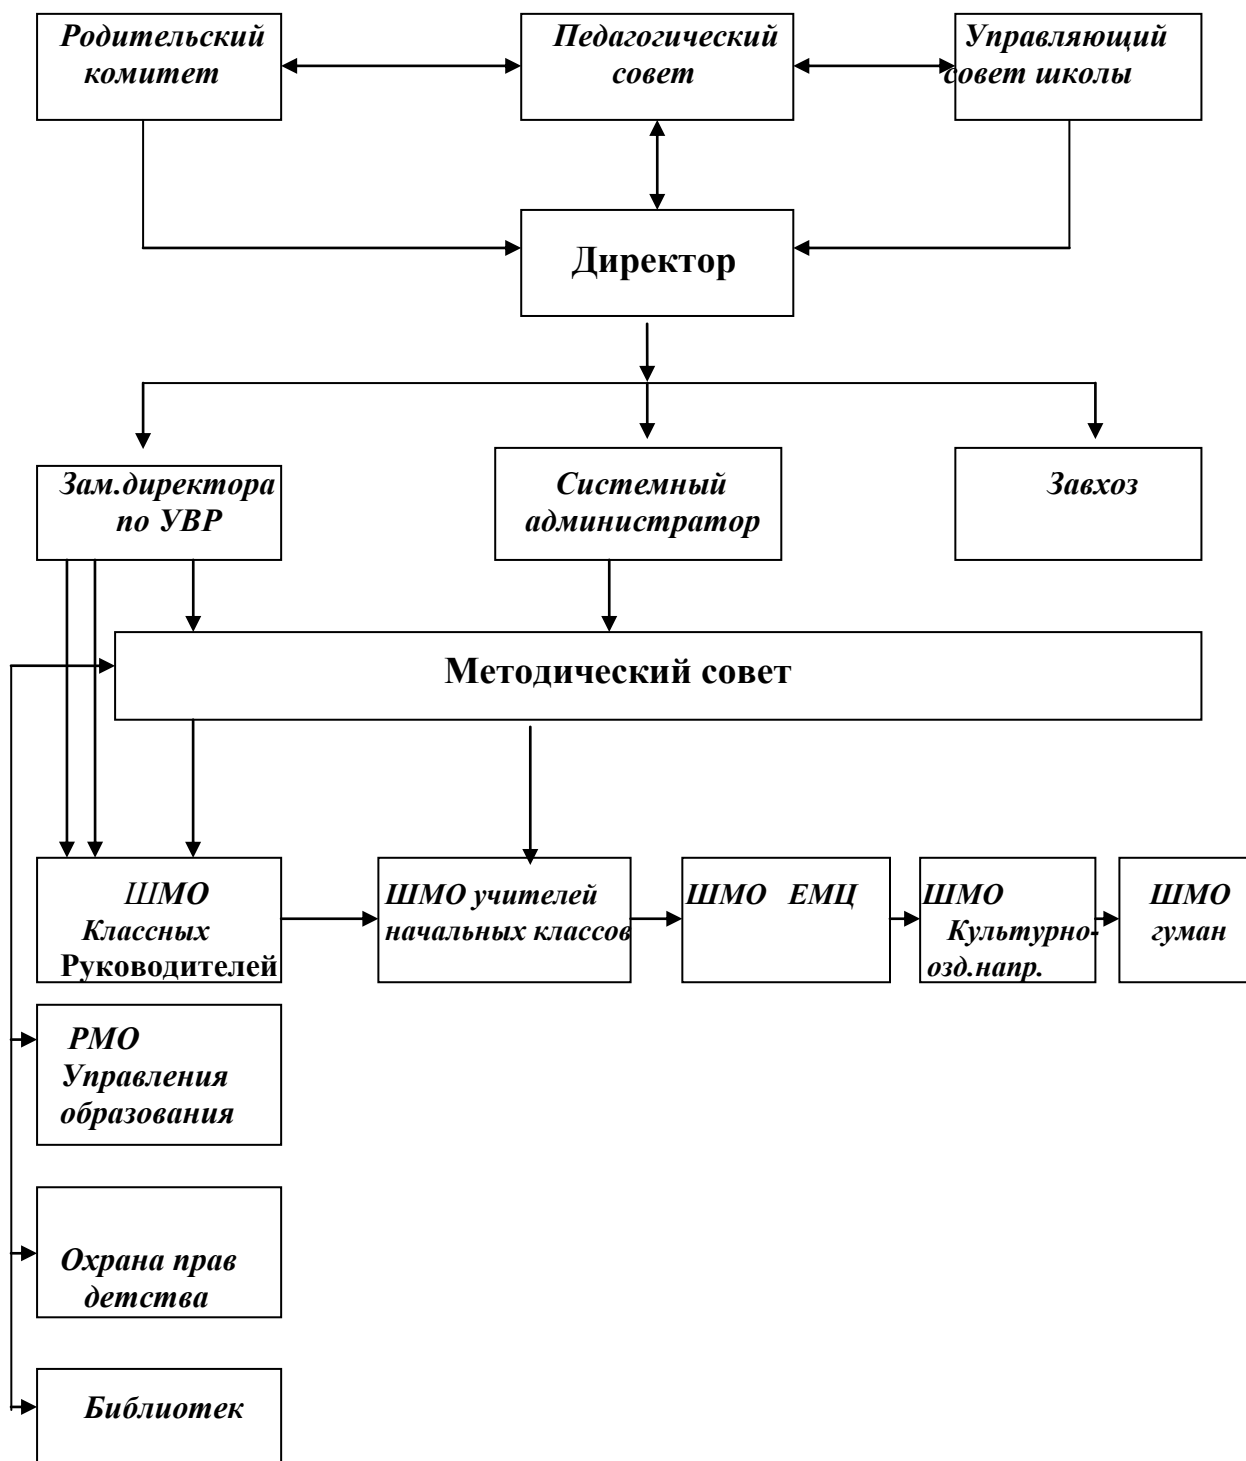 Родительский
комитет
Педагогический
совет
Управляющий
совет школы
Директор
Зам.директора
по УВР
Системный
администратор
Завхоз
Методический совет
ШМО
Классных
Руководителей
ШМО учителей
начальных классов
ШМО ЕМЦ
ШМО
Культурно-
озд.напр.
ШМО
гуман
РМО
Управления
образования
Охрана прав
детства
Библиотек